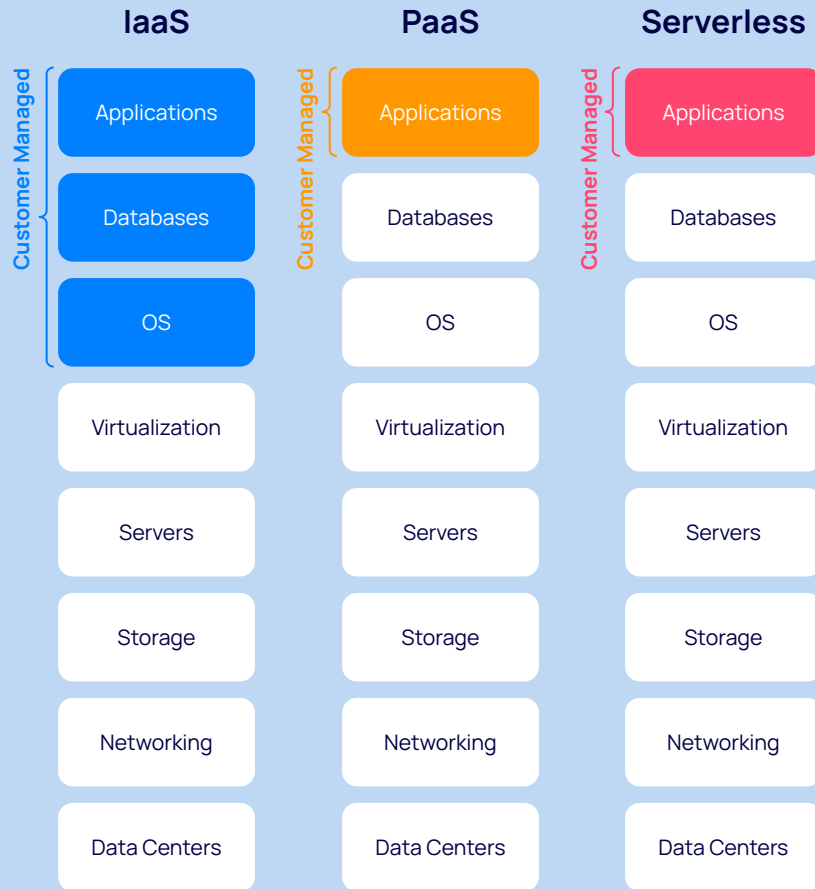 IaaS
Customer Managed
Applications
Databases
OS
Virtualization
Servers
Storage
Networking
Data Centers
PaaS
Customer Managed
Applications
Databases
OS
Virtualization
Servers
Storage
Networking
Data Centers
Serverless
Customer Managed
Applications
Databases
OS
Virtualization
Servers
Storage
Networking
Data Centers